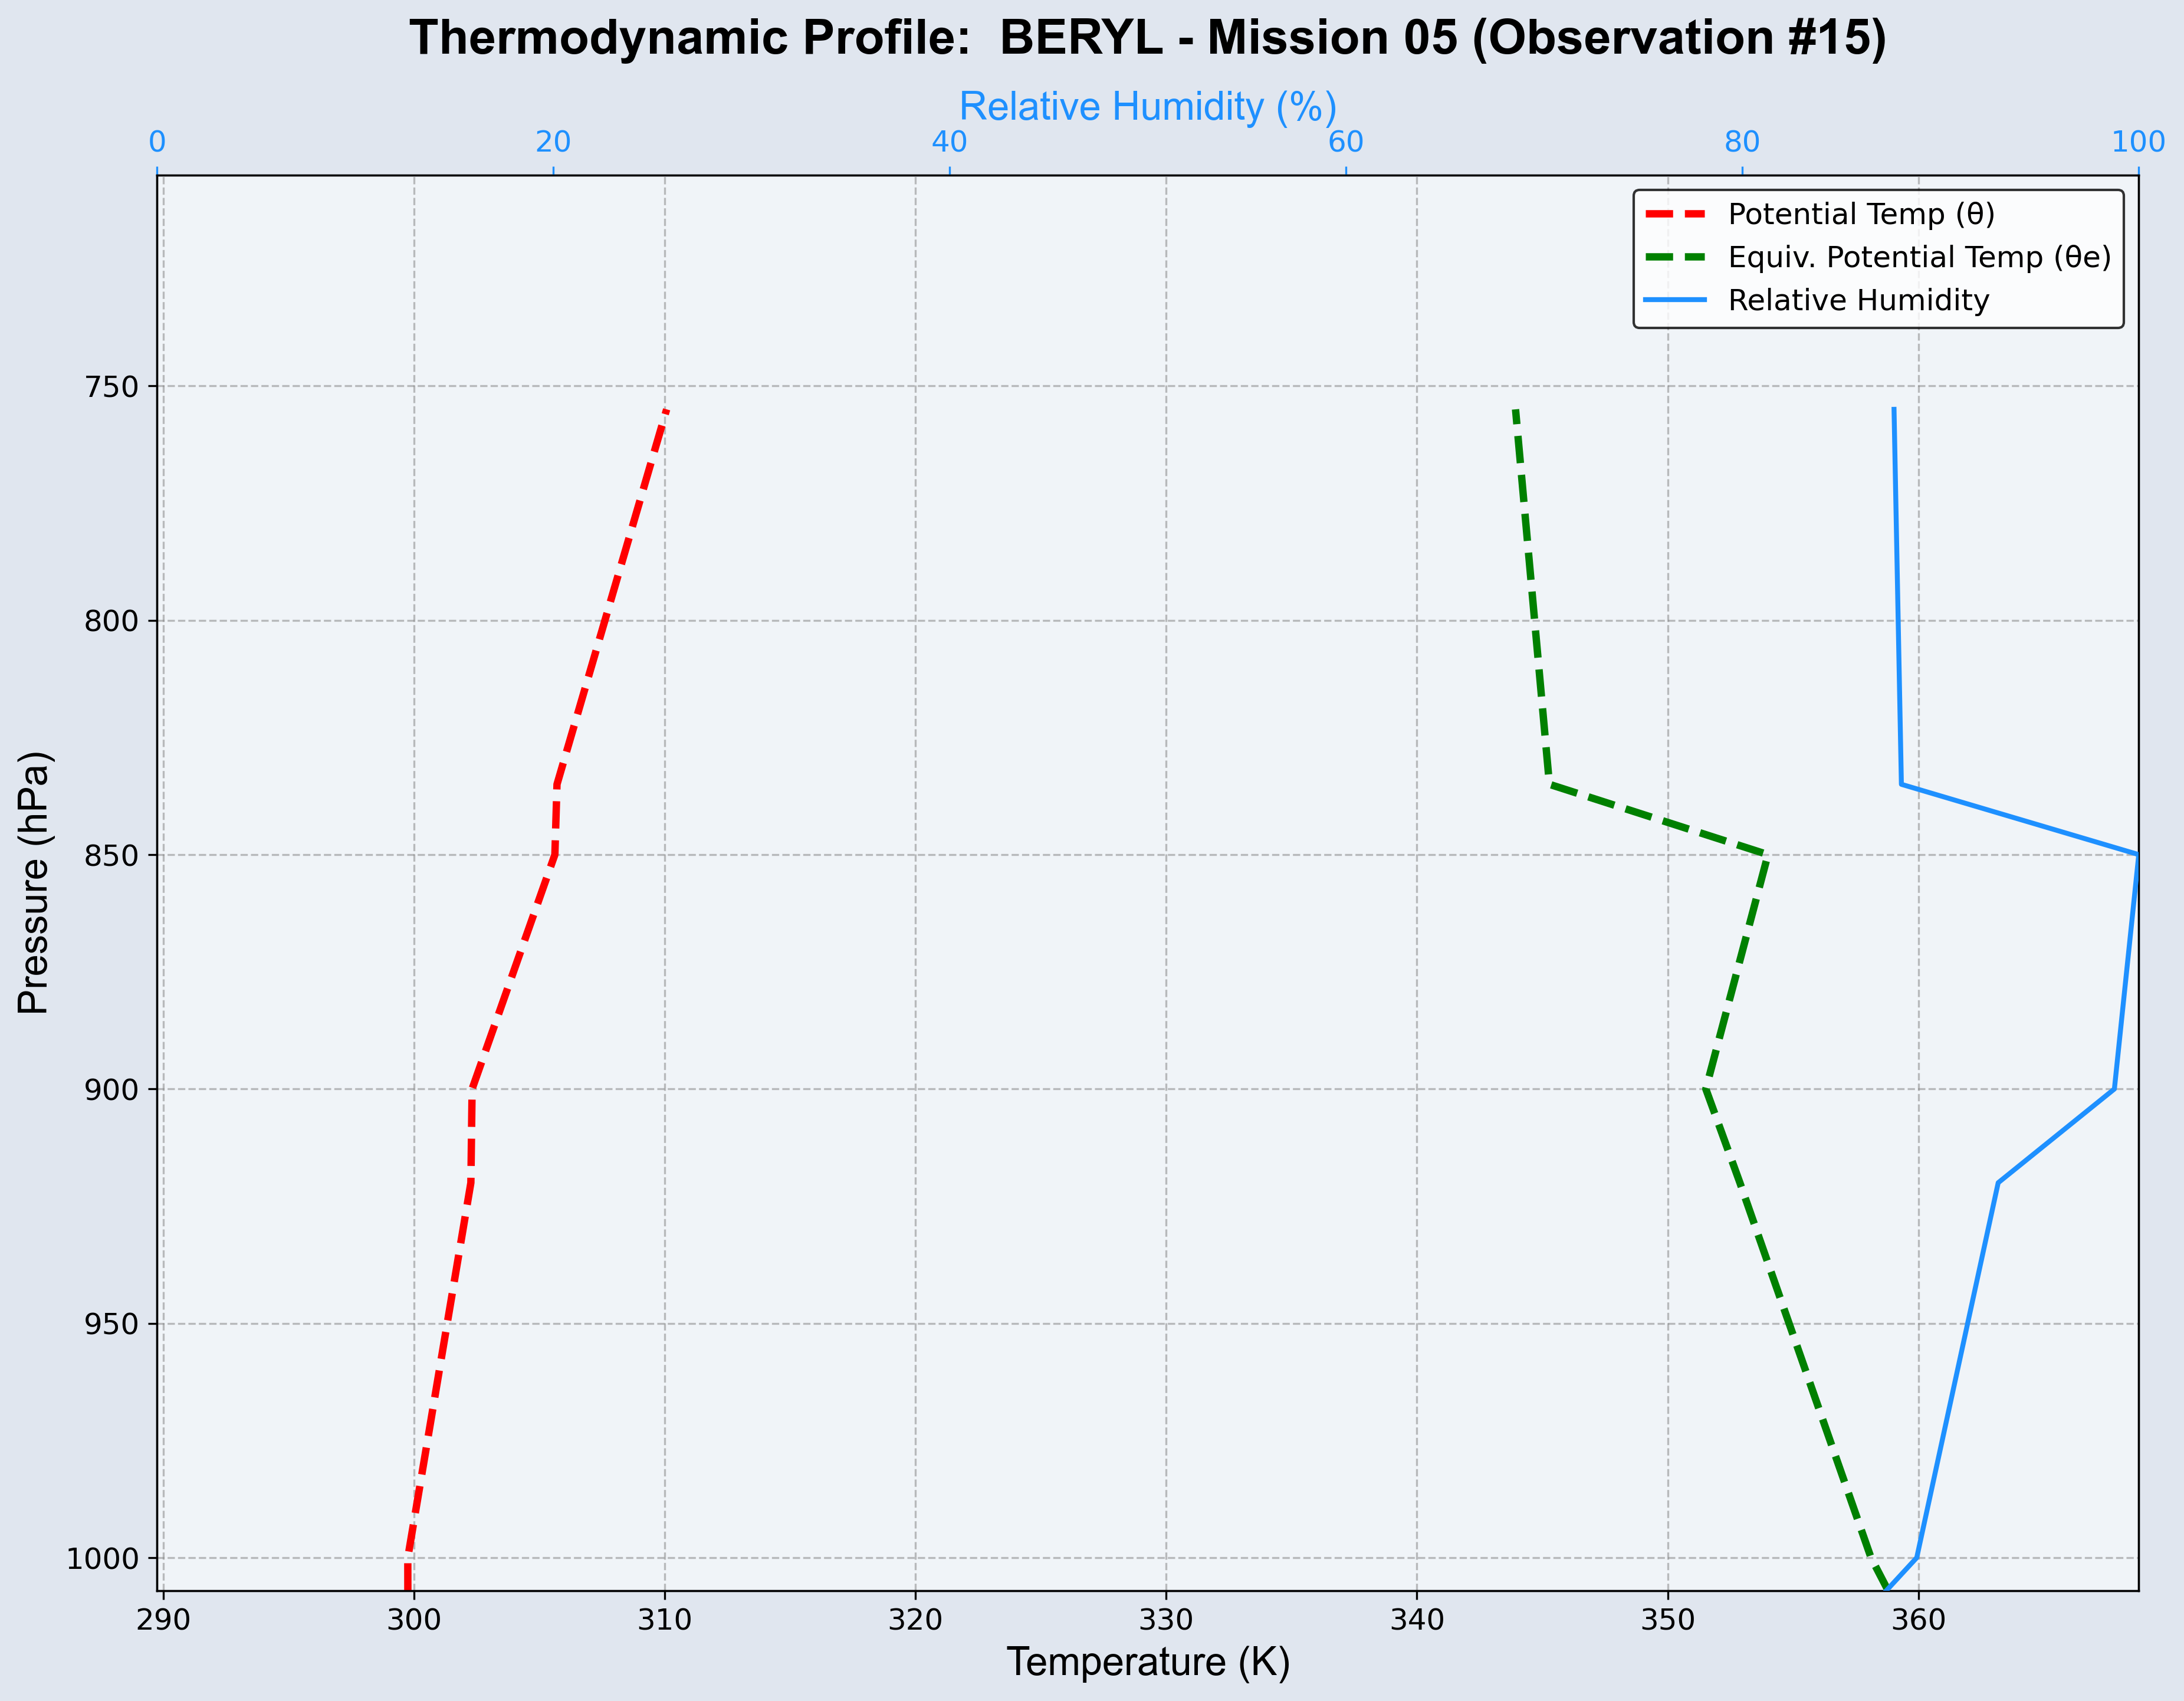 Thermodynamic Profile:  BERYL - Mission 05 (Observation #15)
Relative Humidity (%)
0 20 40 60 80 100
Potential Temp (θ)
Equiv. Potential Temp (θe)
Relative Humidity
750
800
850
900
950
1000
Pressure (hPa)
290 300 310 320 330 340 350 360
Temperature (K)